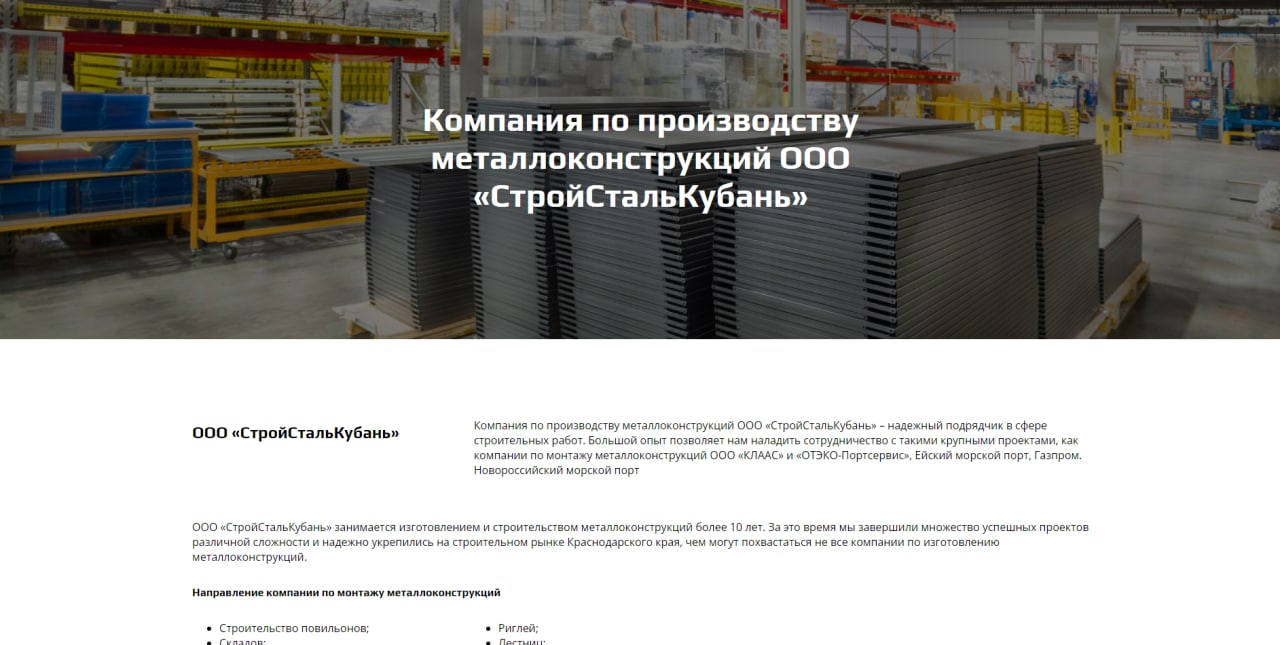 Компания по производству
металлоконструкций ООО
«СтройСтальКубань»
ООО «СтройСтальКубань»
Компания по производству металлоконструкций ООО «СтройСтальКубань» – надежный подрядчик в сфере
строительных работ. Большой опыт позволяет нам наладить сотрудничество с такими крупными проектами, как
компании по монтажу металлоконструкций ООО «КЛААС» и «ОТЭКО-Портсервис», Ейский морской порт, Газпром.
Новороссийский морской порт
ООО «СтройСтальКубань» занимается изготовлением и строительством металлоконструкций более 10 лет. За это время мы завершили множество успешных проектов
различной сложности и надежно укрепились на строительном рынке Краснодарского края, чем могут похвастаться не все компании по изготовлению
металлоконструкций.
Направление компании по монтажу металлоконструкций
Строительство повильонов;
Складов;
Риглей;
Лестниц;